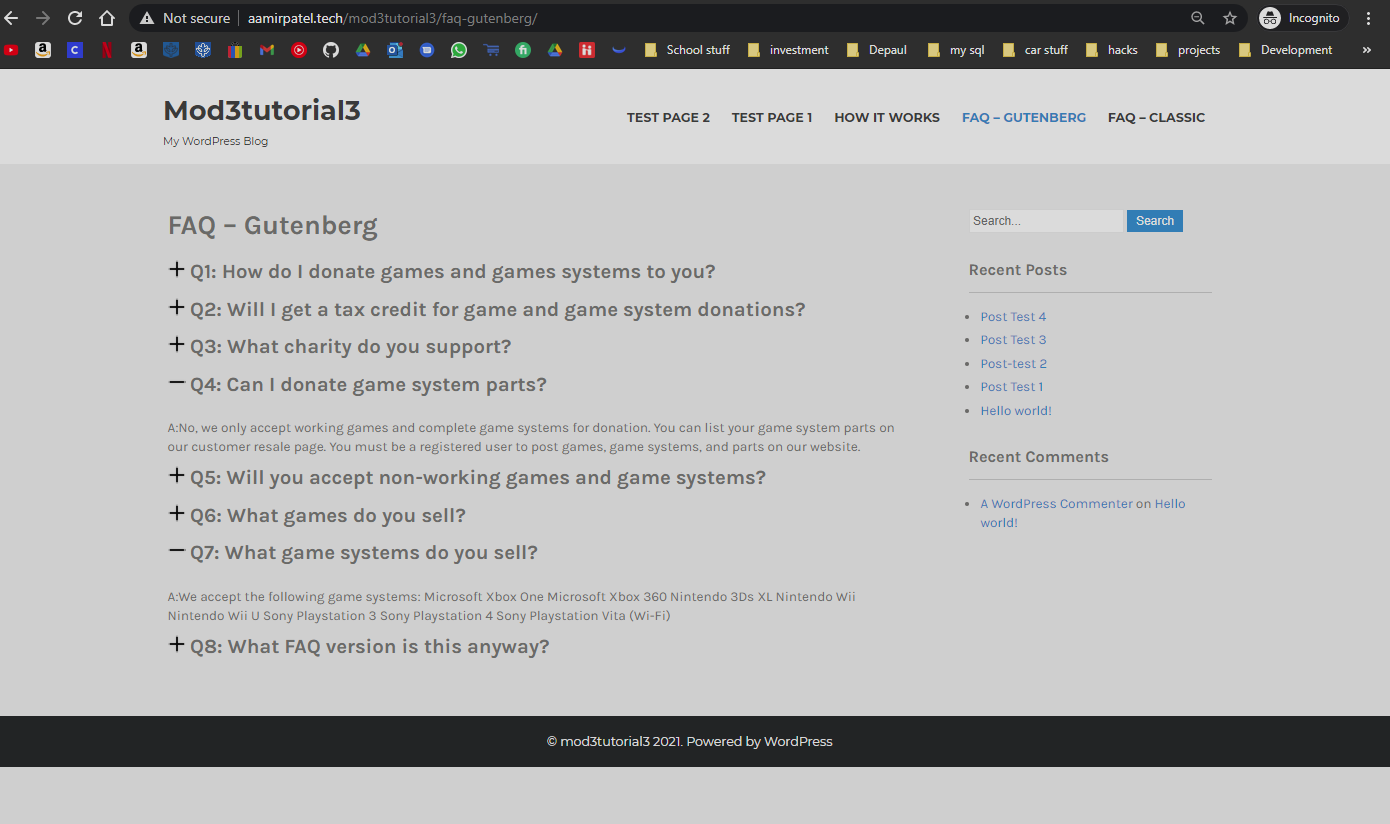 Not secure aamirpatel.tech/mod3tutorial3/faq-gutenberg/ Incognito
School stuff investment Depaul my sql car stuff hacks projects Development »
Mod3tutorial3
My WordPress Blog
TEST PAGE 2 TEST PAGE 1 HOW IT WORKS FAQ – GUTENBERG FAQ – CLASSIC
FAQ – Gutenberg
Q1: How do I donate games and games systems to you?
Q2: Will I get a tax credit for game and game system donations?
Q3: What charity do you support?
Q4: Can I donate game system parts?
A:No, we only accept working games and complete game systems for donation. You can list your game system parts on
our customer resale page. You must be a registered user to post games, game systems, and parts on our website.
Q5: Will you accept non-working games and game systems?
Q6: What games do you sell?
Q7: What game systems do you sell?
A:We accept the following game systems: Microsoft Xbox One Microsoft Xbox 360 Nintendo 3Ds XL Nintendo Wii
Nintendo Wii U Sony Playstation 3 Sony Playstation 4 Sony Playstation Vita (Wi-Fi)
Q8: What FAQ version is this anyway?
Search... Search
Recent Posts
Post Test 4
Post Test 3
Post-test 2
Post Test 1
Hello world!
Recent Comments
A WordPress Commenter on Hello
world!
© mod3tutorial3 2021. Powered by WordPress